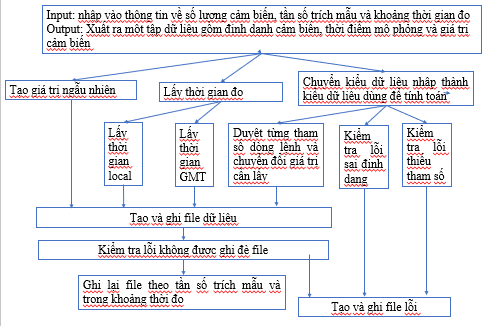 Input: nhập vào thông tin về số lượng cảm biến, tần số trích mẫu và khoảng thời gian đo
Output: Xuất ra một tập dữ liệu gồm định danh cảm biến, thời điểm mô phỏng và giá trị
cảm biến
Tạo giá trị ngẫu nhiên
Lấy thời gian đo
Chuyển kiểu dữ liệu nhập thành
kiểu dữ liệu dùng để tính toán
Lấy
thời
gian
local
Lấy
thời
gian
GMT
Duyệt từng tham
số dòng lệnh và
chuyển đổi giá trị
cần lấy
Kiểm
tra lỗi
sai định
dạng
Kiểm
tra lỗi
thiếu
tham số
Tạo và ghi file dữ liệu
Kiểm tra lỗi không được ghi đè file
Ghi lại file theo tần số trích mẫu và
trong khoảng thời đo
Tạo và ghi file lỗi